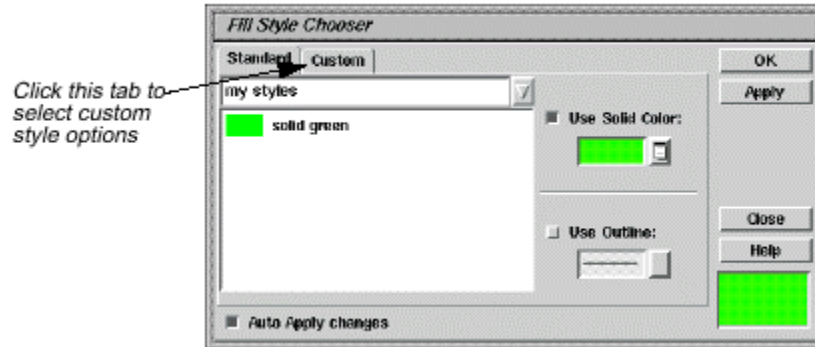 Fill Style Chooser
Standard
Custom
OK
Click this tab to
select custom
style options
my styles
Apply
solid green
Use Solid Color:
Use Outline:
Close
Help
Auto Apply changes